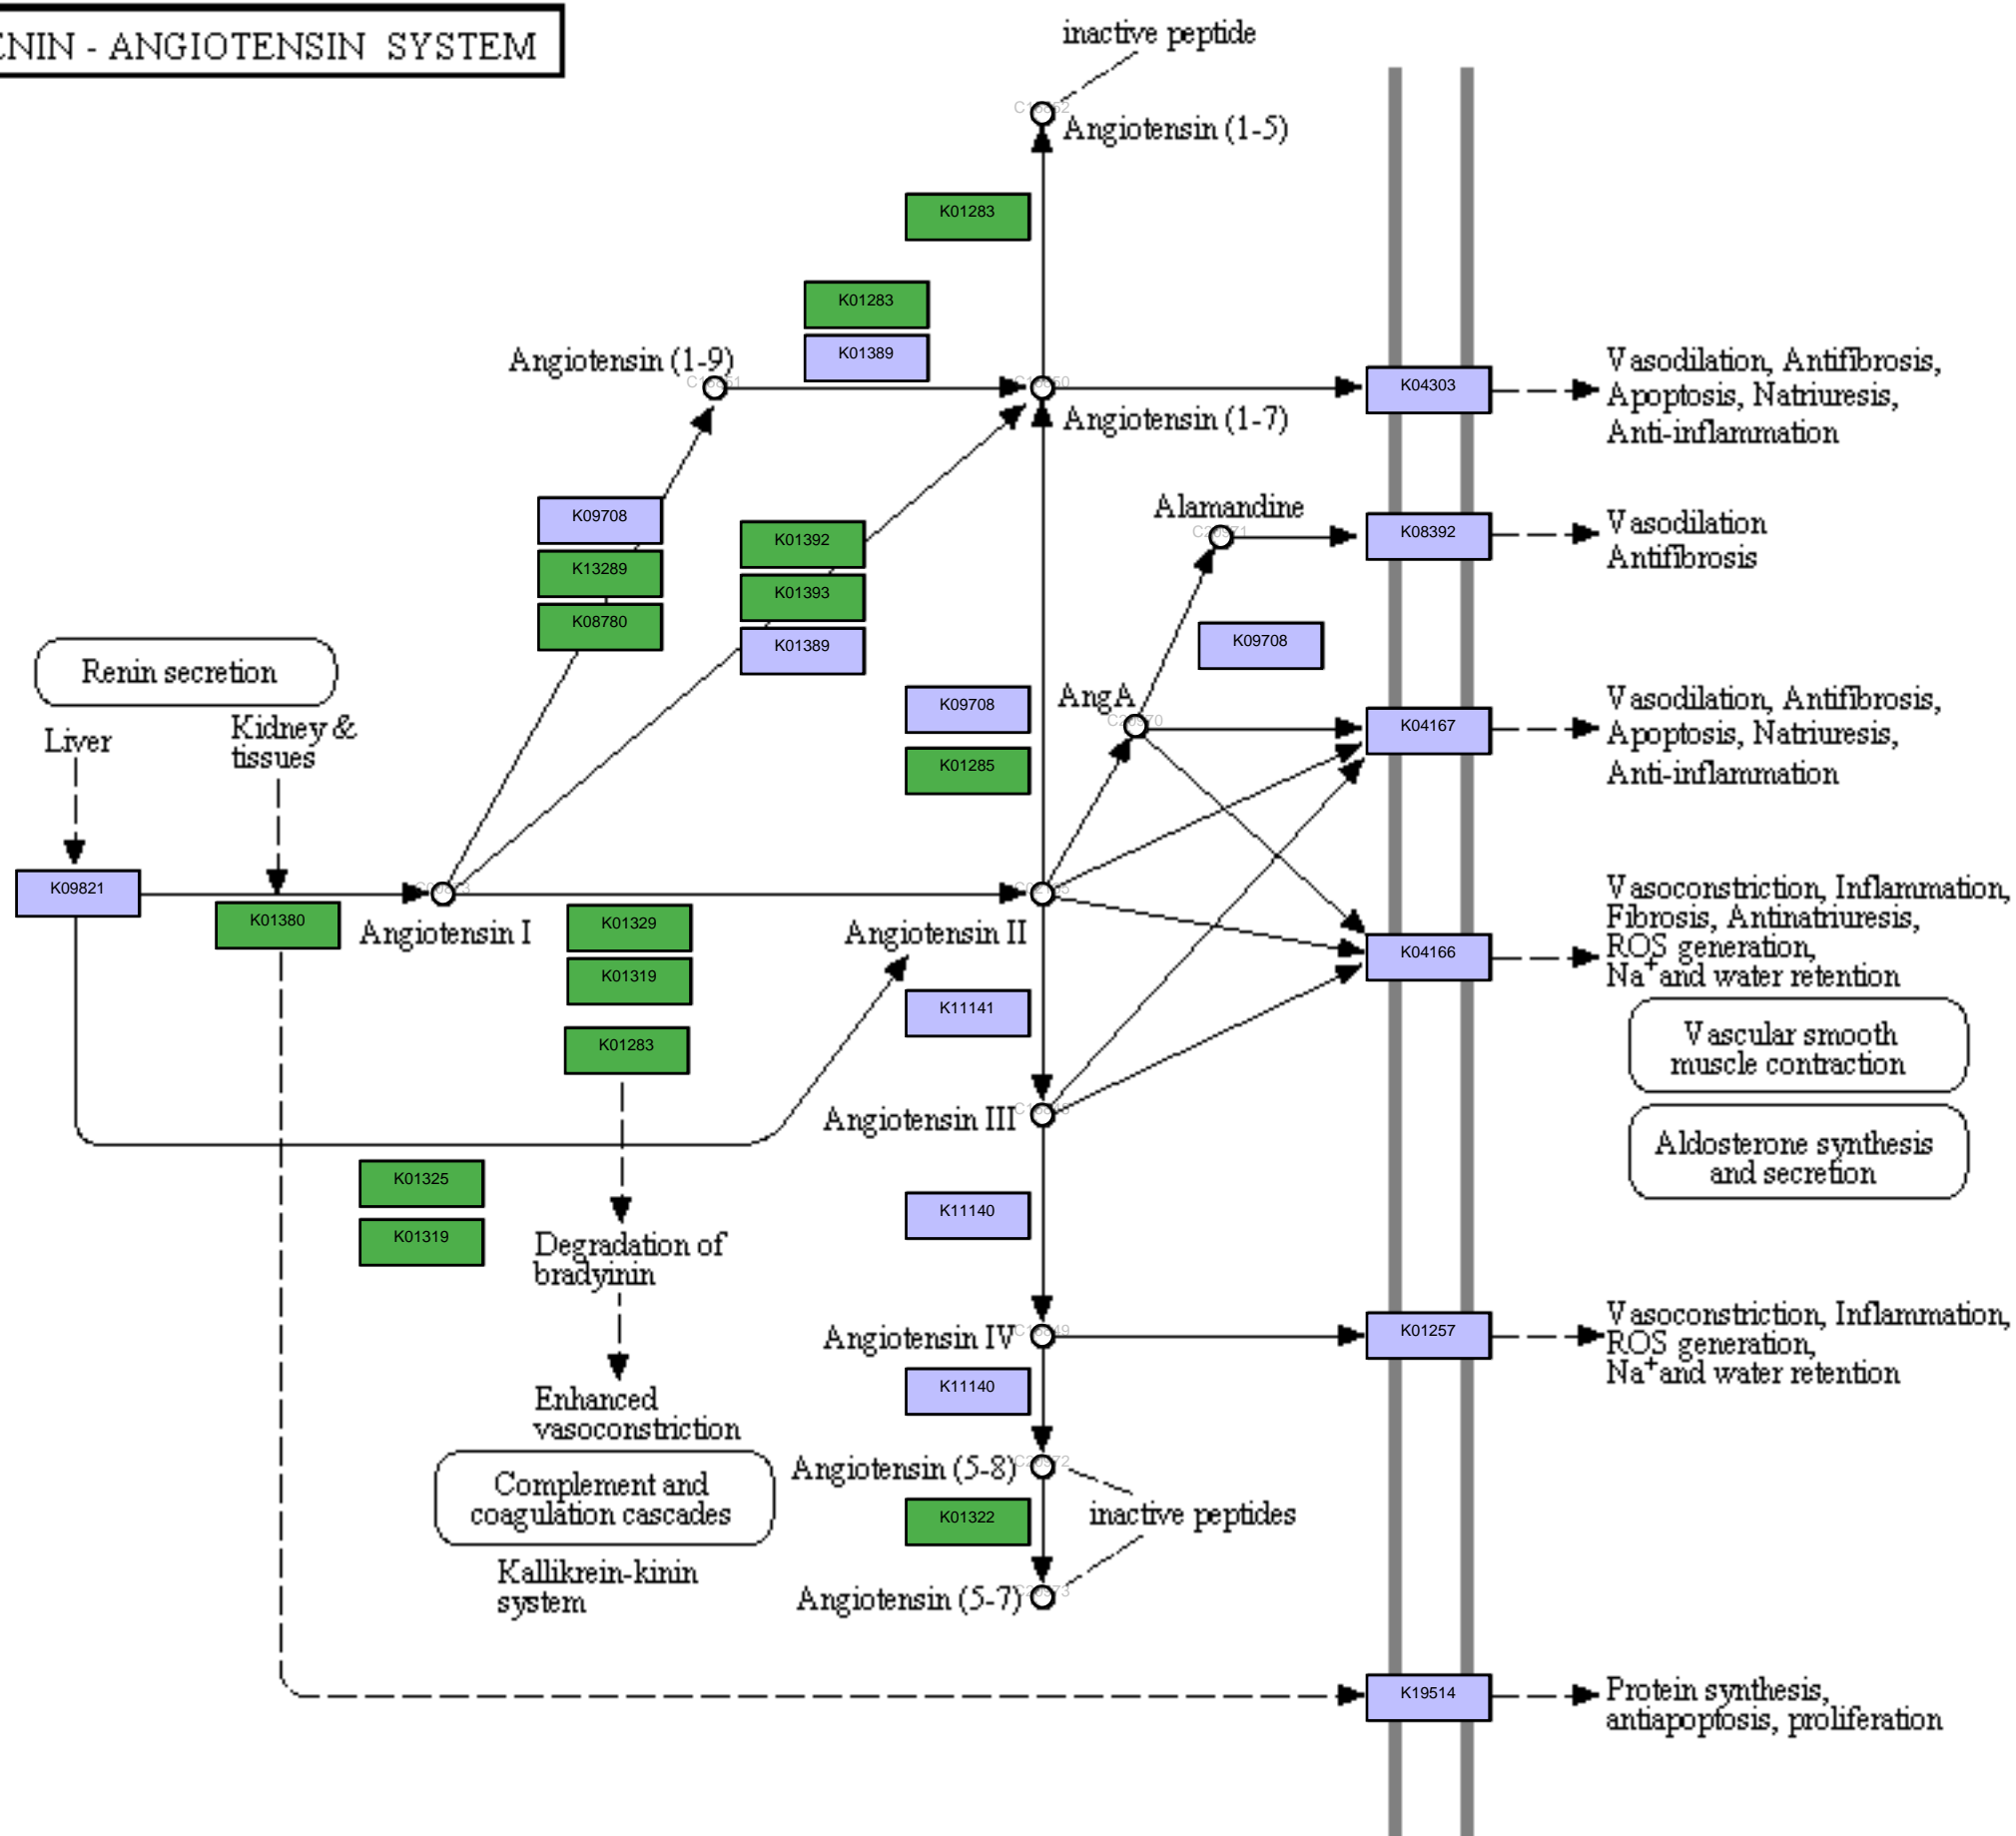 ENIN - ANGIOTENSIN SYSTEM
inactive peptide
Angiotensin (1-5)
K01283
K01283
K01389
Angiotensin (1-9)
Angiotensin (1-7)
K04303
Vasodilation, Antifibrosis,
Apoptosis, Natriuresis,
Anti-inflammation
K09708
K13289
K08780
K01392
K01393
K01389
Alamandine
K08392
Vasodilation
Antifibrosis
K09708
Renin secretion
Liver
Kidney &
tissues
K09708
K01285
AngA
K04167
Vasodilation, Antifibrosis,
Apoptosis, Natriuresis,
Anti-inflammation
K09821
K01380
Angiotensin I
K01329
K01319
K01283
Angiotensin II
K11141
K04166
Vasoconstriction, Inflammation,
Fibrosis, Antinatriuresis,
ROS generation,
Na+and water retention
Vascular smooth
muscle contraction
Aldosterone synthesis
and secretion
Angiotensin III
K01325
K01319
K11140
Degradation of
bradyinin
Angiotensin IV
K01257
Vasoconstriction, Inflammation,
ROS generation,
Na+and water retention
K11140
Enhanced
vasoconstriction
Complement and
coagulation cascades
Kallikrein-kinin
system
Angiotensin (5-8)
K01322
inactive peptides
Angiotensin (5-7)
K19514
Protein synthesis,
antiapoptosis, proliferation